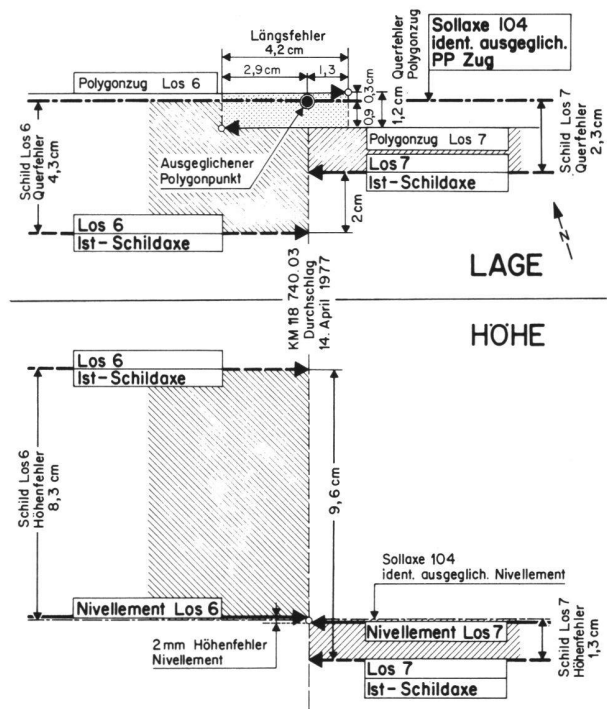 Längsfehler
4,2 cm
2,9 cm
1,3
0,3 cm
0,9
1,2 cm
Querfehler
Polygonzug
Sollaxe 104
ident. ausgeglich.
PP Zug
Polygonzug Los 6
Schild Los 6
Querfehler
4,3 cm
Ausgeglichener
Polygonpunkt
Polygonzug Los 7
Los 7
Ist-Schildaxe
Schild Los 7
Querfehler
2,3 cm
2 cm
Los 6
Ist-Schildaxe
N
LAGE
KM 118 740.03
Durchschlag
14. April 1977
HÖHE
Los 6
Ist-Schildaxe
Schild Los 6
Höhenfehler
8,3 cm
9,6 cm
Sollaxe 104
ident. ausgeglich. Nivellement
Nivellement Los 6
Nivellement Los 7
2 mm Höhenfehler
Nivellement
Los 7
Ist-Schildaxe
Schild Los 7
Höhenfehler
1,3 cm